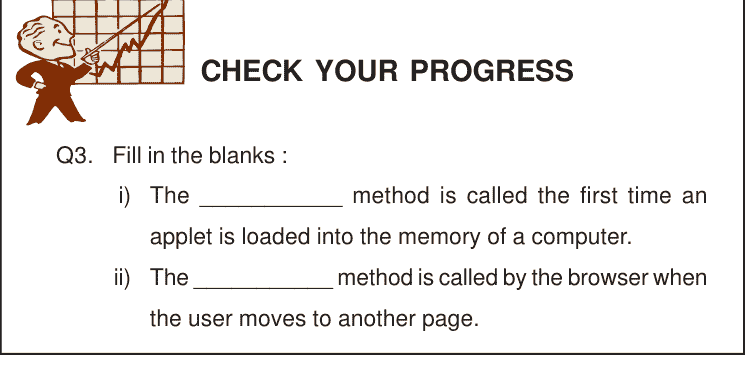 CHECK YOUR PROGRESS
Q3. Fill in the blanks :
i) The ____________ method is called the first time an
applet is loaded into the memory of a computer.
ii) The ____________ method is called by the browser when
the user moves to another page.